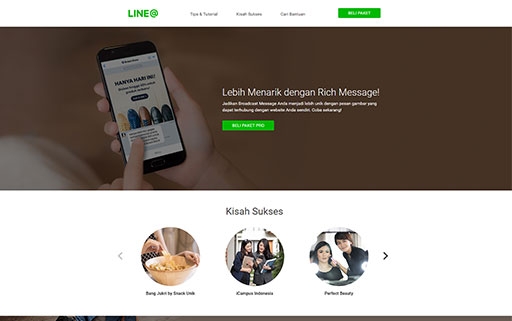 LINE@
Tips & Tutorial
Kisah Sukses
Cari Bantuan
BELI PAKET
HANYA HARI INI!
Lebih Menarik dengan Rich Message!
Jadikan Broadcast Message Anda menjadi lebih unik dengan pesan gambar yang
dapat terhubung dengan website Anda sendiri. Coba sekarang!
BELI PAKET PRO
Kisah Sukses
Bang Jukri by Snack Unik
iCampus Indonesia
Perfect Beauty